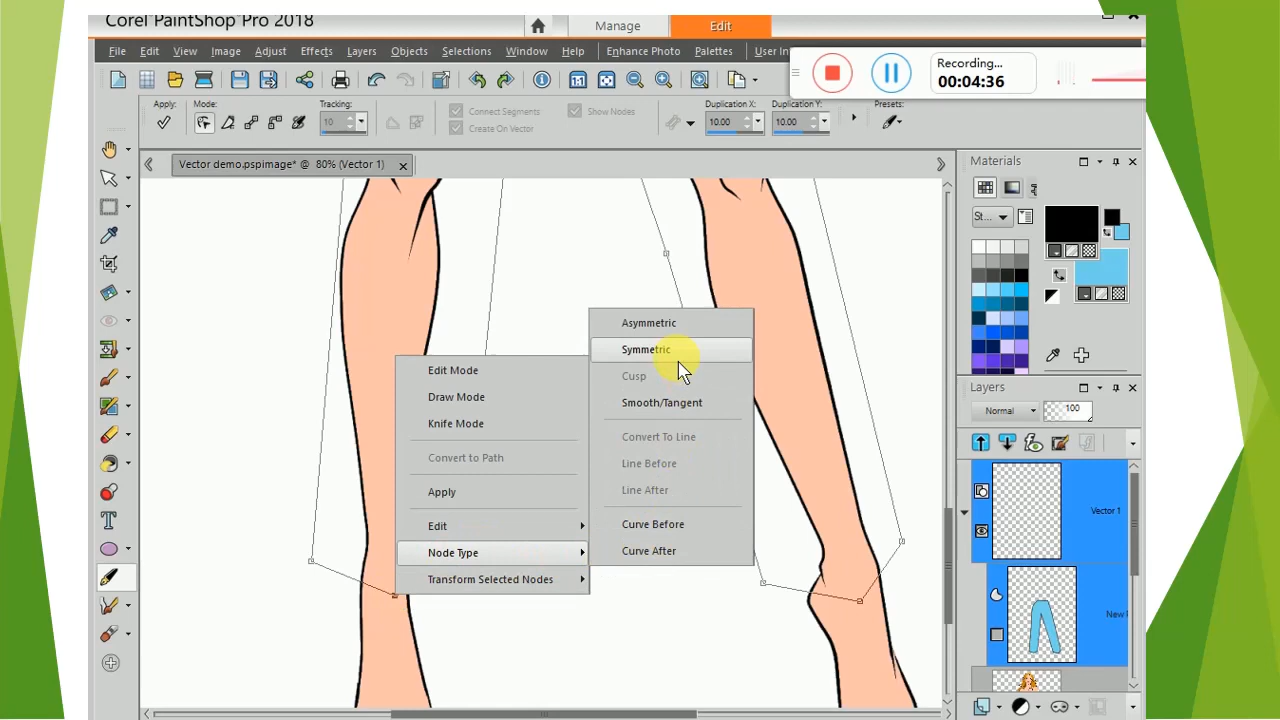 Corel PaintShop Pro 2018
Manage
Edit
File Edit View Image Adjust Effects Layers Objects Selections Window Help Enhance Photo Palettes User In
Recording...
00:04:36
Apply:
Mode:
Tracking:
10
Connect Segments
Create On Vector
Show Nodes
Duplication X:
10.00
Duplication Y:
10.00
Presets:
Vector demo.pspimage* @ 80% (Vector 1)
Materials
St...
Asymmetric
Symmetric
Cusp
Smooth/Tangent
Convert To Line
Line Before
Line After
Curve Before
Curve After
Edit Mode
Draw Mode
Knife Mode
Convert to Path
Apply
Edit
Node Type
Transform Selected Nodes
Layers
Normal
100
Vector 1
New